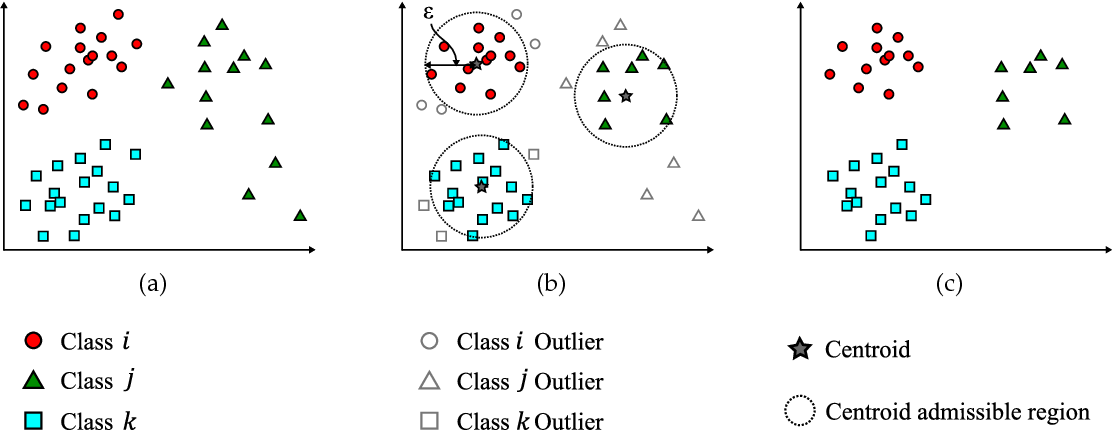 ε
(a)
(b)
(c)
Class i
Class i Outlier
Centroid
Class j
Class j Outlier
Centroid admissible region
Class k
Class k Outlier